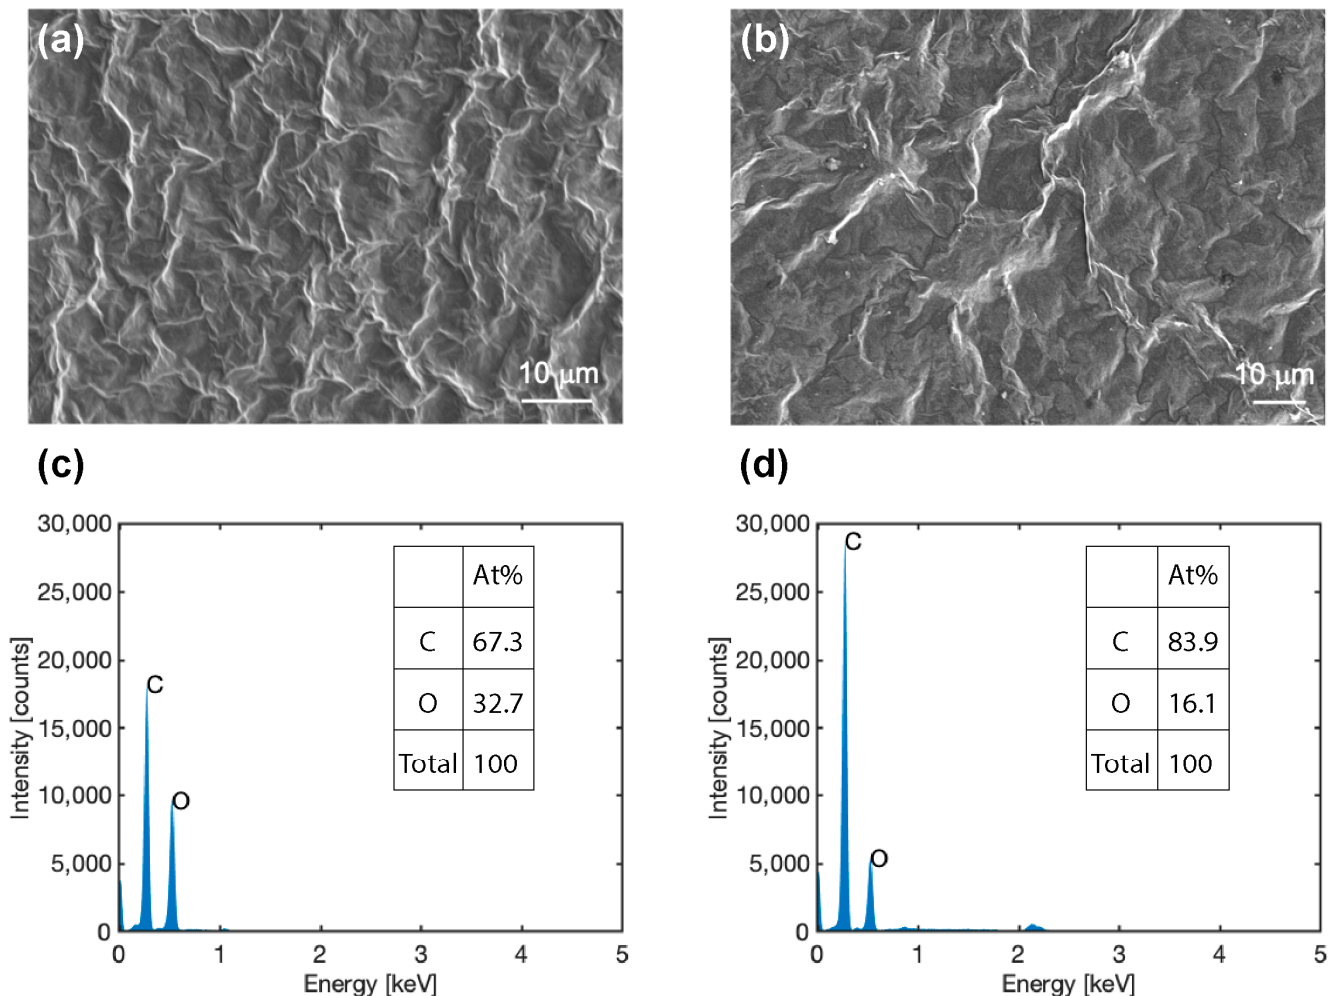 (a)
10 μm
(b)
10 μm
(c)
30,000
25,000
20,000
15,000
10,000
5,000
0
Intensity [counts]
C
O
At%
C 67.3
O 32.7
Total 100
0 1 2 3 4 5
Energy [keV]
(d)
30,000
25,000
20,000
15,000
10,000
5,000
0
Intensity [counts]
C
O
At%
C 83.9
O 16.1
Total 100
0 1 2 3 4 5
Energy [keV]